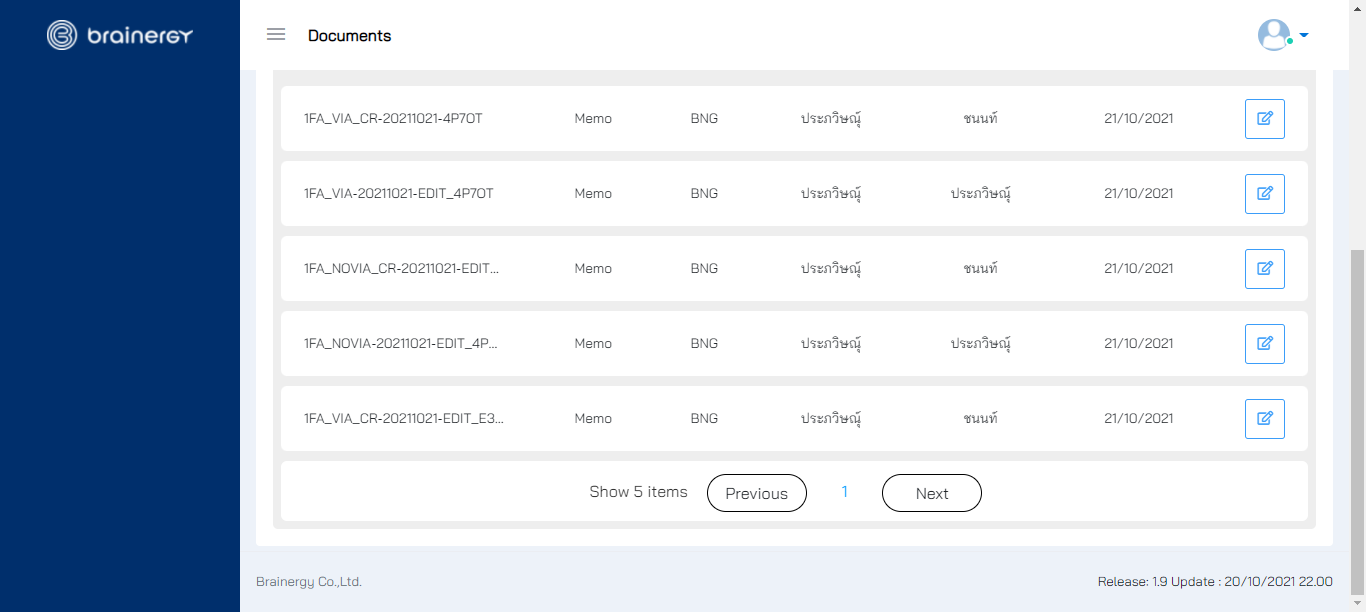 brainergy
Documents
1FA_VIA_CR-20211021-4P7OT Memo BNG ประภวิษณุ์ ชนนท์ 21/10/2021
1FA_VIA-20211021-EDIT_4P7OT Memo BNG ประภวิษณุ์ ประภวิษณุ์ 21/10/2021
1FA_NOVIA_CR-20211021-EDIT... Memo BNG ประภวิษณุ์ ชนนท์ 21/10/2021
1FA_NOVIA-20211021-EDIT_4P... Memo BNG ประภวิษณุ์ ประภวิษณุ์ 21/10/2021
1FA_VIA_CR-20211021-EDIT_E3... Memo BNG ประภวิษณุ์ ชนนท์ 21/10/2021
Show 5 items Previous 1 Next
Brainergy Co.,Ltd. Release: 1.9 Update : 20/10/2021 22.00